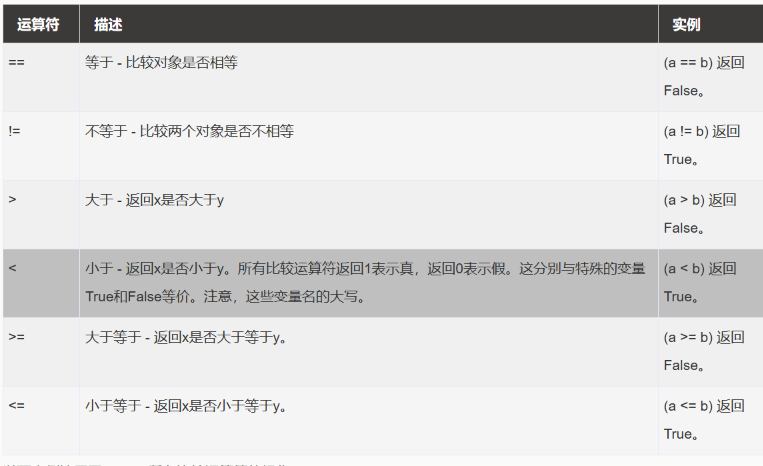 运算符 描述 实例
== 等于 - 比较对象是否相等 (a == b) 返回
False。
!= 不等于 - 比较两个对象是否不相等 (a != b) 返回
True。
> 大于 - 返回x是否大于y (a > b) 返回
False。
< 小于 - 返回x是否小于y。所有比较运算符返回1表示真，返回0表示假。这分别与特殊的变量 (a < b) 返回
True和False等价。注意，这些变量名的大写。 True。
>= 大于等于 - 返回x是否大于等于y。 (a >= b) 返回
False。
<= 小于等于 - 返回x是否小于等于y。 (a <= b) 返回
True。